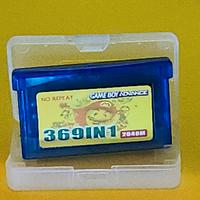 NO REPEAT
GAME BOY ADVANCE
369IN1
2048M